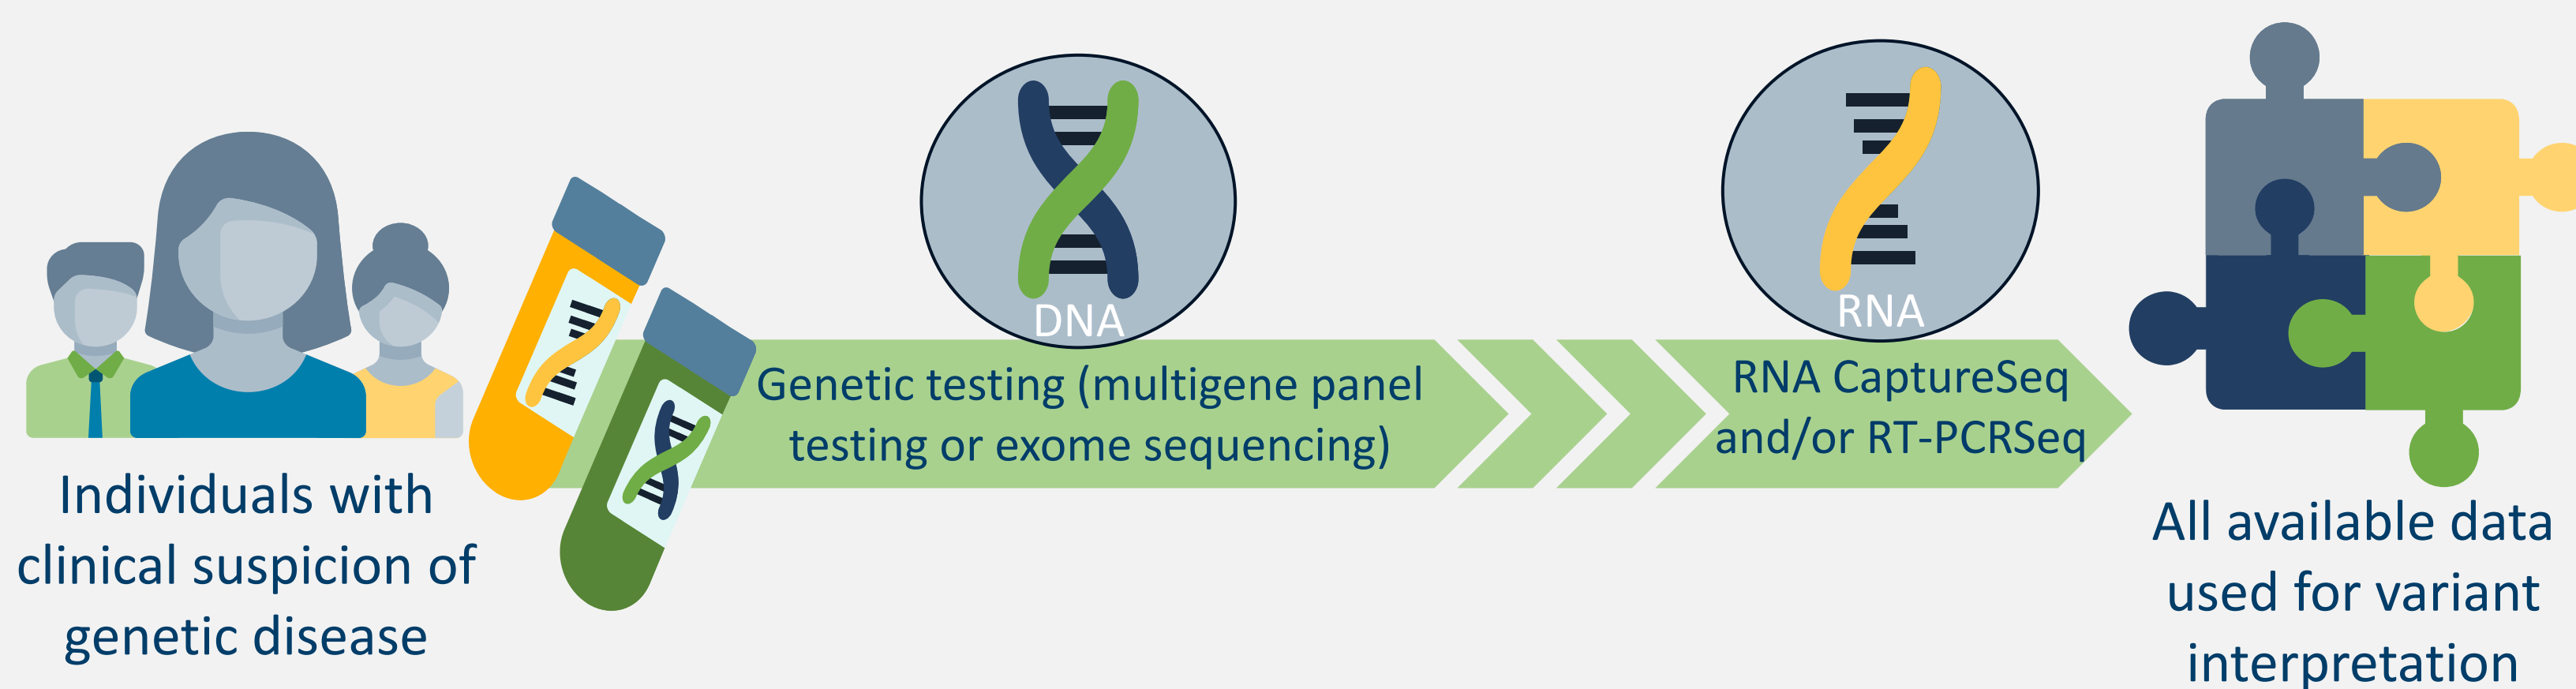 Individuals with
clinical suspicion of
genetic disease
DNA
Genetic testing (multigene panel
testing or exome sequencing)
RNA
RNA CaptureSeq
and/or RT-PCRSeq
All available data
used for variant
interpretation